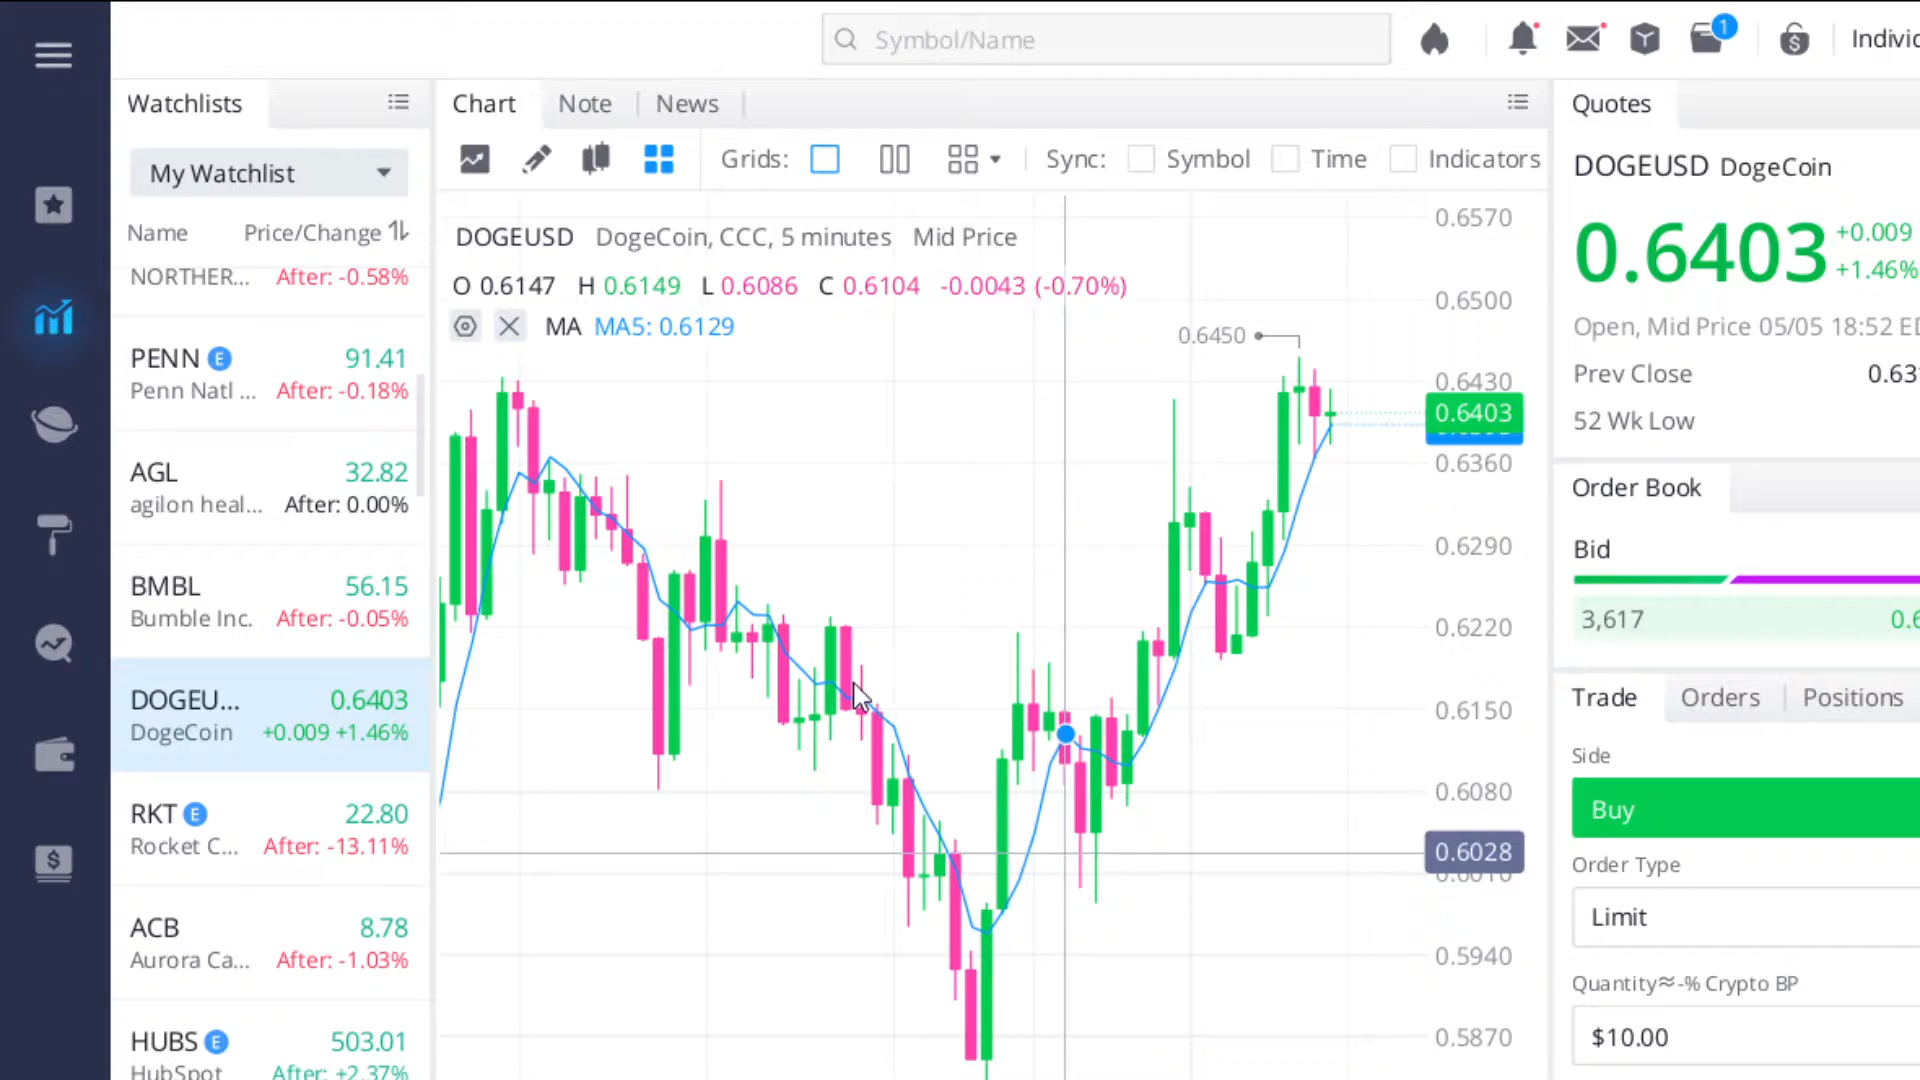 Symbol/Name
1
Indivic
Watchlists
My Watchlist
Name Price/Change
NORTHER... After: -0.58%
PENN E 91.41
Penn Natl ... After: -0.18%
AGL 32.82
agilon heal... After: 0.00%
BMBL 56.15
Bumble Inc. After: -0.05%
DOGEU... 0.6403
DogeCoin +0.009 +1.46%
RKT E 22.80
Rocket C... After: -13.11%
ACB 8.78
Aurora Ca... After: -1.03%
HUBS E 503.01
HubSpot After: +2.37%
Chart Note News
Grids: Sync: Symbol Time Indicators
DOGEUSD DogeCoin, CCC, 5 minutes Mid Price
O 0.6147 H 0.6149 L 0.6086 C 0.6104 -0.0043 (-0.70%)
MA MA5: 0.6129
0.6450
0.6570
0.6500
0.6430
0.6403
0.6360
0.6290
0.6220
0.6150
0.6080
0.6028
0.6010
0.5940
0.5870
Quotes
DOGEUSD DogeCoin
0.6403 +0.009
+1.46%
Open, Mid Price 05/05 18:52 ED
Prev Close 0.63
52 Wk Low
Order Book
Bid
3,617 0.6
Trade Orders Positions
Side
Buy
Order Type
Limit
Quantity≈-% Crypto BP
$10.00